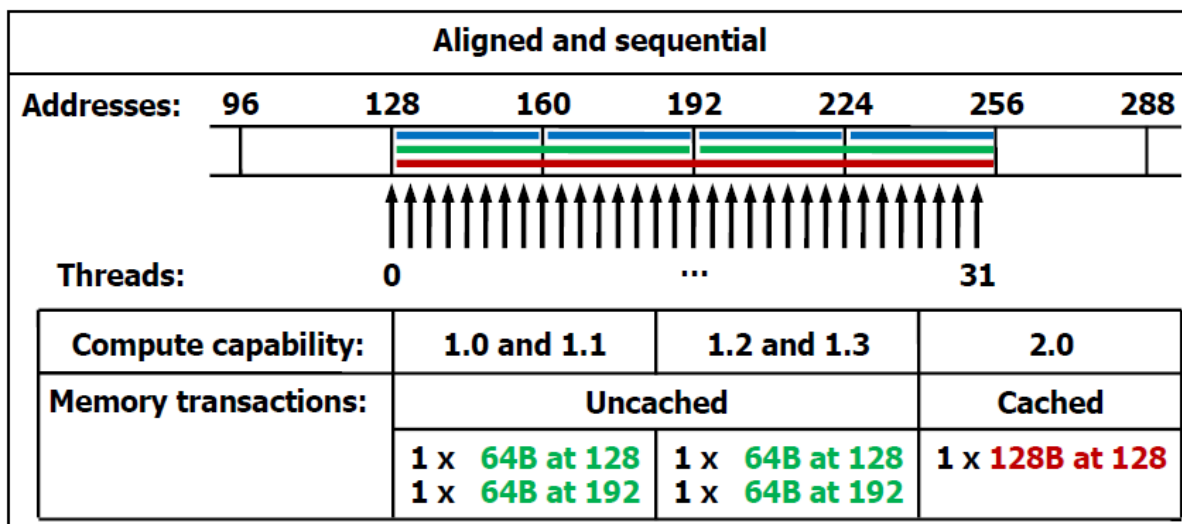 Aligned and sequential
Addresses: 96 128 160 192 224 256 288
Threads: 0 ... 31
Compute capability: 1.0 and 1.1 1.2 and 1.3 2.0
Memory transactions: Uncached Cached
1 x 64B at 128 1 x 64B at 128 1 x 128B at 128
1 x 64B at 192 1 x 64B at 192